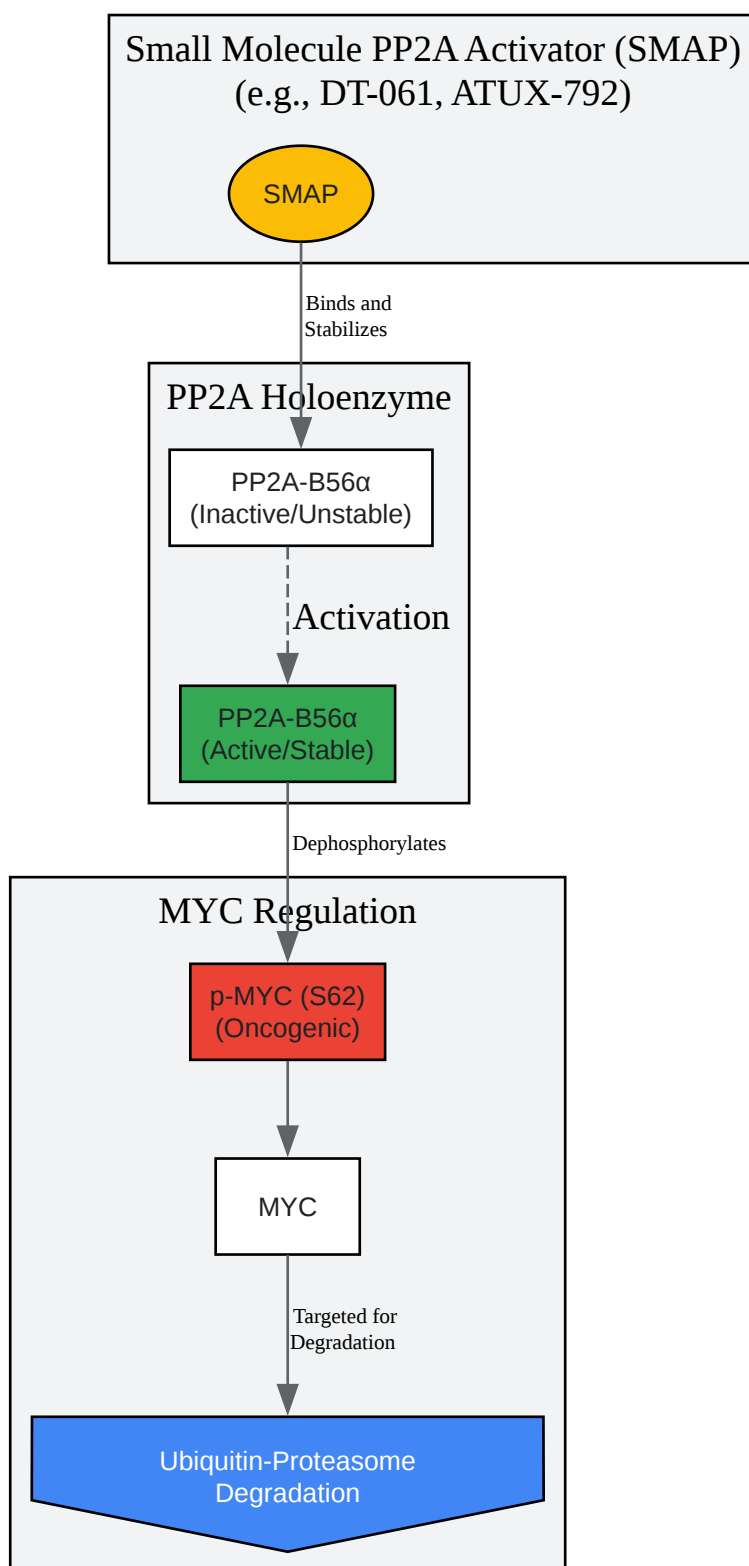 Small Molecule PP2A Activator (SMAP)
(e.g., DT-061, ATUX-792)
SMAP
Binds and
Stabilizes
PP2A Holoenzyme
PP2A-B56α
(Inactive/Unstable)
Activation
PP2A-B56α
(Active/Stable)
Dephosphorylates
MYC Regulation
p-MYC (S62)
(Oncogenic)
MYC
Targeted for
Degradation
Ubiquitin-Proteasome
Degradation